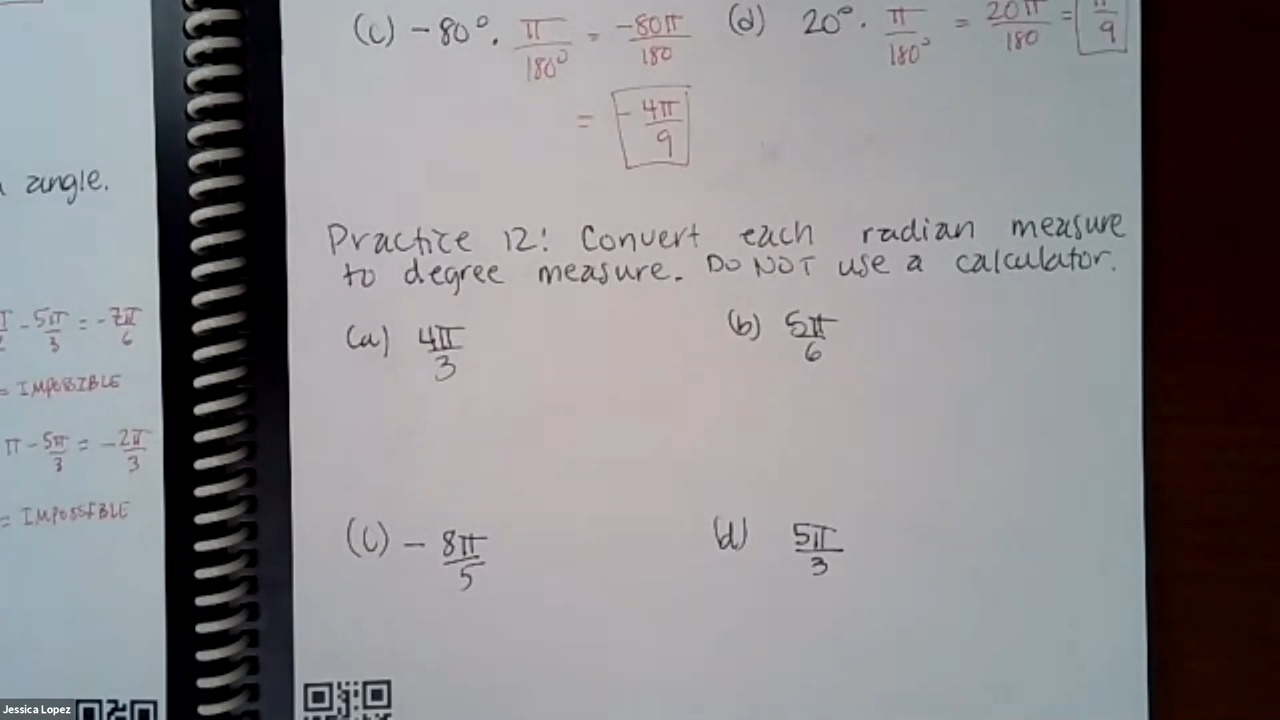 (c) -80° · π/180° = -80π/180
= -4π/9
(d) 20° · π/180° = 20π/180 = π/9
Practice 12: Convert each radian measure
to degree measure. DO NOT use a calculator.
(a) 4π/3
(b) 5π/6
(c) - 8π/5
(d) 5π/3
angle.
- 5π/3 = -7π/6
= IMPOSSIBLE
π - 5π/3 = -2π/3
= IMPOSSIBLE
Jessica Lopez